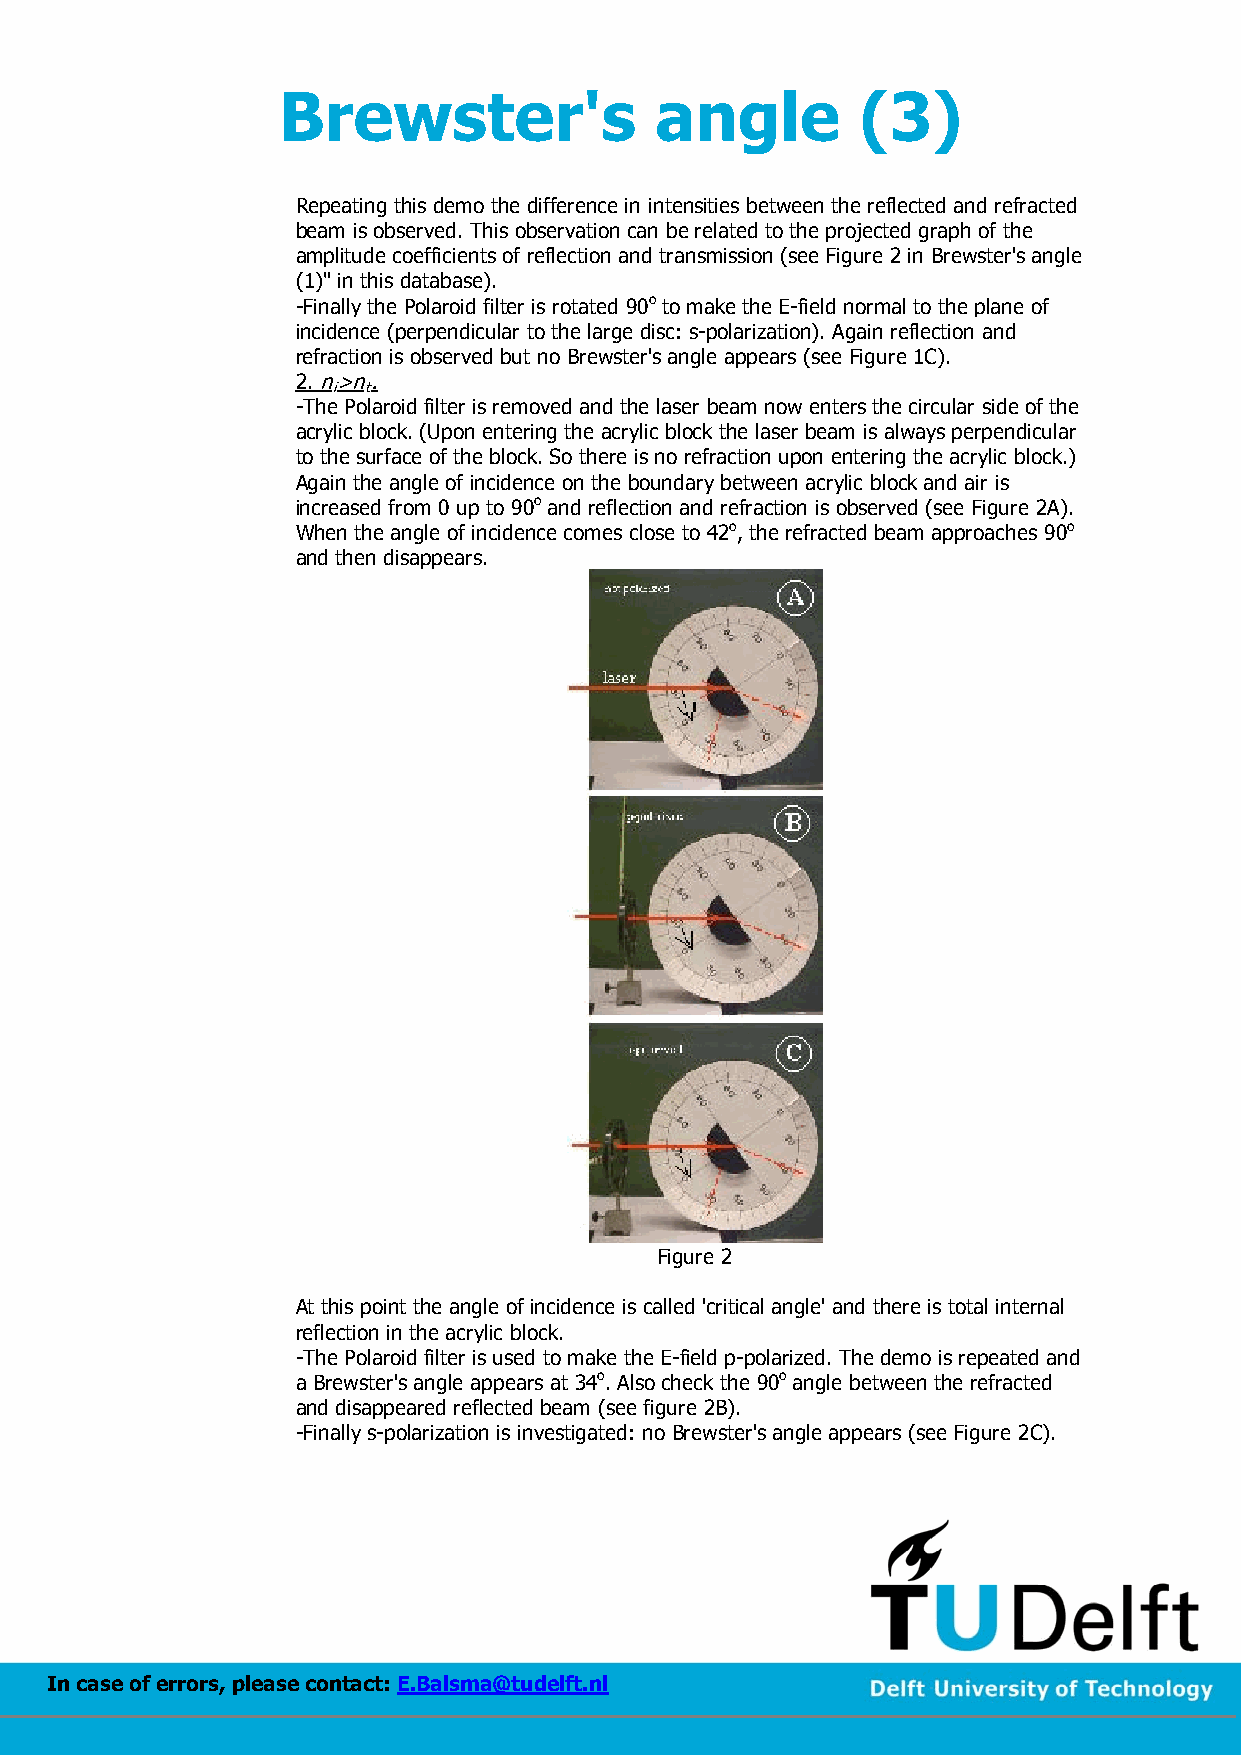 Brewster's angle (3)
Repeating this demo the difference in intensities between the reflected and refracted
beam is observed. This observation can be related to the projected graph of the
amplitude coefficients of reflection and transmission (see Figure 2 in Brewster's angle
(1)" in this database).
-Finally the Polaroid filter is rotated 90° to make the E-field normal to the plane of
incidence (perpendicular to the large disc: s-polarization). Again reflection and
refraction is observed but no Brewster's angle appears (see Figure 1C).
2. nᵢ>nₜ.
-The Polaroid filter is removed and the laser beam now enters the circular side of the
acrylic block. (Upon entering the acrylic block the laser beam is always perpendicular
to the surface of the block. So there is no refraction upon entering the acrylic block.)
Again the angle of incidence on the boundary between acrylic block and air is
increased from 0 up to 90° and reflection and refraction is observed (see Figure 2A).
When the angle of incidence comes close to 42°, the refracted beam approaches 90°
and then disappears.
not polarized
A
laser
B
C
Figure 2
At this point the angle of incidence is called 'critical angle' and there is total internal
reflection in the acrylic block.
-The Polaroid filter is used to make the E-field p-polarized. The demo is repeated and
a Brewster's angle appears at 34°. Also check the 90° angle between the refracted
and disappeared reflected beam (see figure 2B).
-Finally s-polarization is investigated: no Brewster's angle appears (see Figure 2C).
TUDelft
In case of errors, please contact: E.Balsma@tudelft.nl
Delft University of Technology